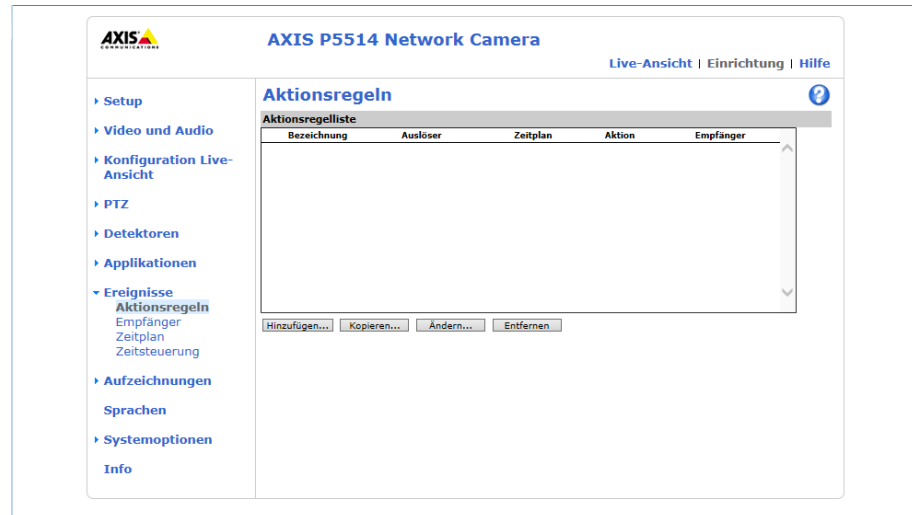 AXIS
COMMUNICATIONS
AXIS P5514 Network Camera
Live-Ansicht | Einrichtung | Hilfe
Setup
Video und Audio
Konfiguration Live-
Ansicht
PTZ
Detektoren
Applikationen
Ereignisse
Aktionsregeln
Empfänger
Zeitplan
Zeitsteuerung
Aufzeichnungen
Sprachen
Systemoptionen
Info
Aktionsregeln
?
Aktionsregelliste
Bezeichnung Auslöser Zeitplan Aktion Empfänger
Hinzufügen... Kopieren... Ändern... Entfernen